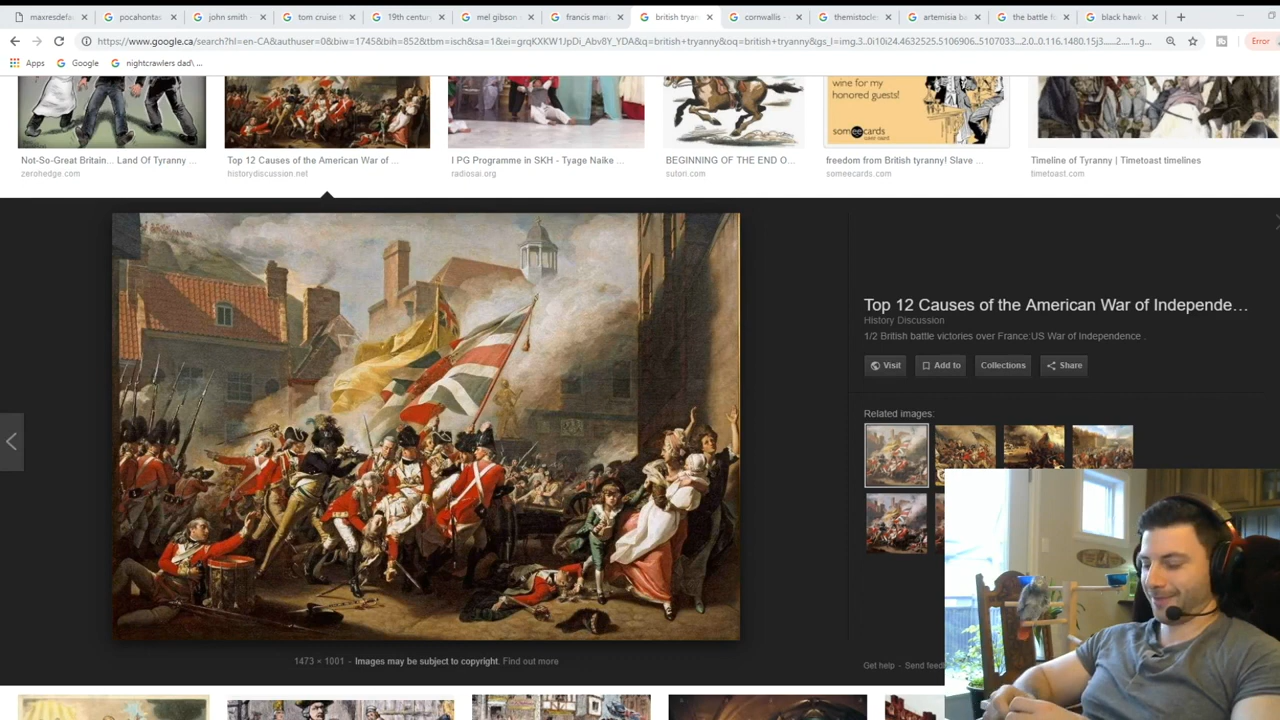 maxresdefa
pocahontas
john smith
tom cruise t
19th centur
mel gibson
francis mari
british tryan
cornwallis -
themistocle
artemisia ba
the battle fo
black hawk
https://www.google.ca/search?hl=en-CA&authuser=0&biw=1745&bih=852&tbm=isch&sa=1&ei=grqKXKW1JpDi_Abv8Y_YDA&q=british+tryanny&oq=british+tryanny&gs_l=img.3..0i10i24.4632525.5106906..5107033...2.0..0.116.1480.15j3......2....1..g...
Error
Apps
Google
nightcrawlers dad\ ...
wine for my
honored guests!
someecards
user card
Not-So-Great Britain... Land Of Tyranny ...
zerohedge.com
Top 12 Causes of the American War of ...
historydiscussion.net
I PG Programme in SKH - Tyage Naike ...
radiosai.org
BEGINNING OF THE END O...
sutori.com
freedom from British tyranny! Slave ...
someecards.com
Timeline of Tyranny | Timetoast timelines
timetoast.com
Top 12 Causes of the American War of Independe...
History Discussion
1/2 British battle victories over France:US War of Independence .
Visit
Add to
Collections
Share
Related images:
1473 × 1001 - Images may be subject to copyright. Find out more
Get help - Send feed